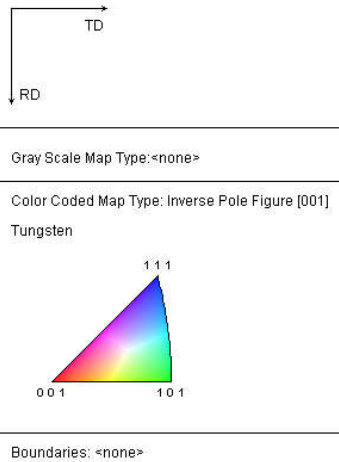 TD
RD
Gray Scale Map Type:<none>
Color Coded Map Type: Inverse Pole Figure [001]
Tungsten
1 1 1
0 0 1 1 0 1
Boundaries: <none>